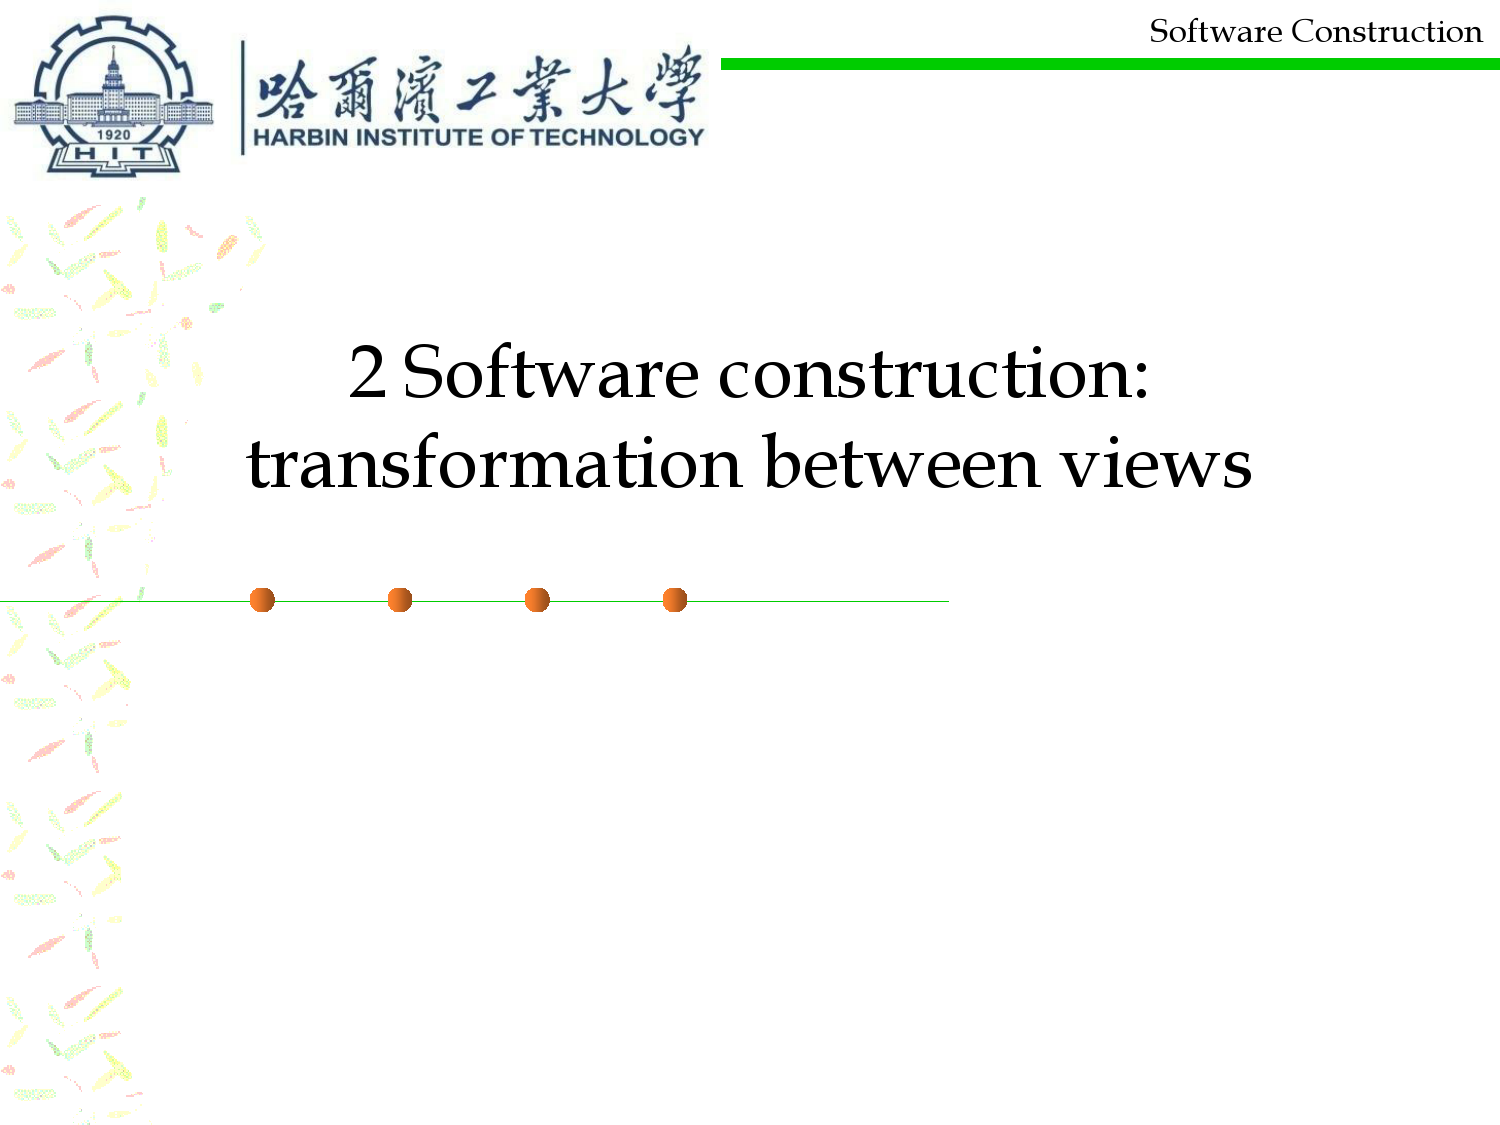 Software Construction
哈爾濱工業大學
HARBIN INSTITUTE OF TECHNOLOGY
1920
HIT
2 Software construction:
transformation between views